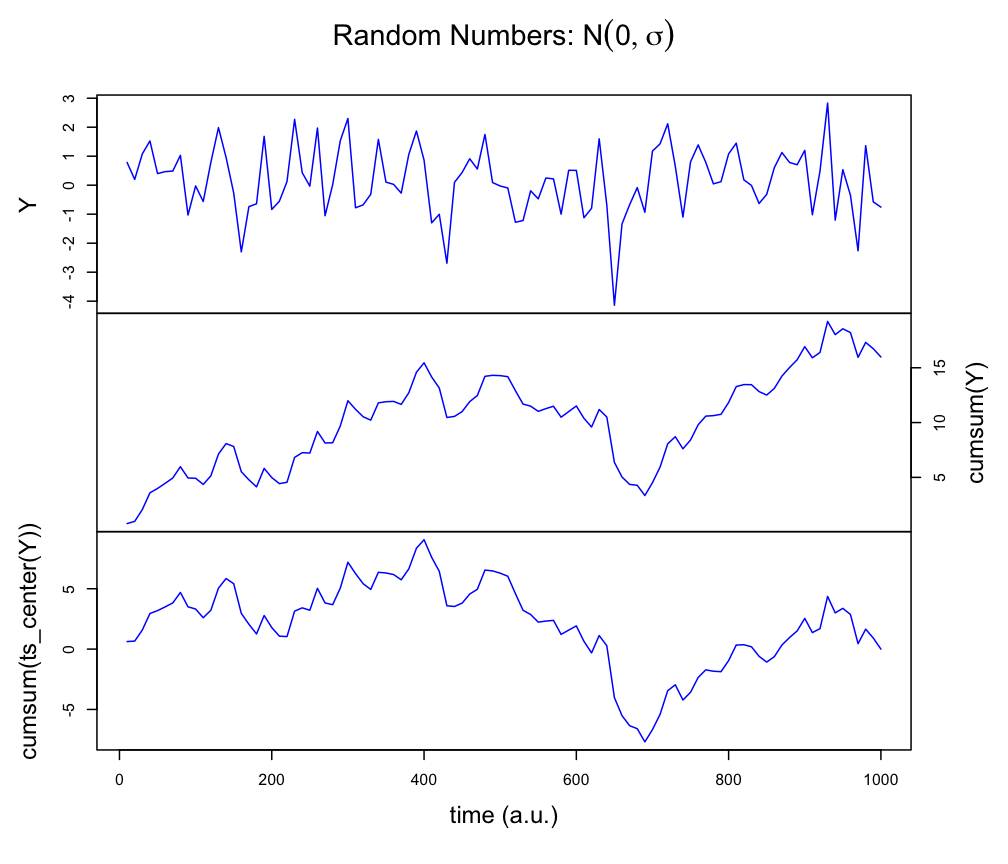 Random Numbers: N(0, σ)
3
2
1
0
-1
-2
-3
-4
Y
15
10
5
cumsum(Y)
5
0
-5
cumsum(ts_center(Y))
0 200 400 600 800 1000
time (a.u.)